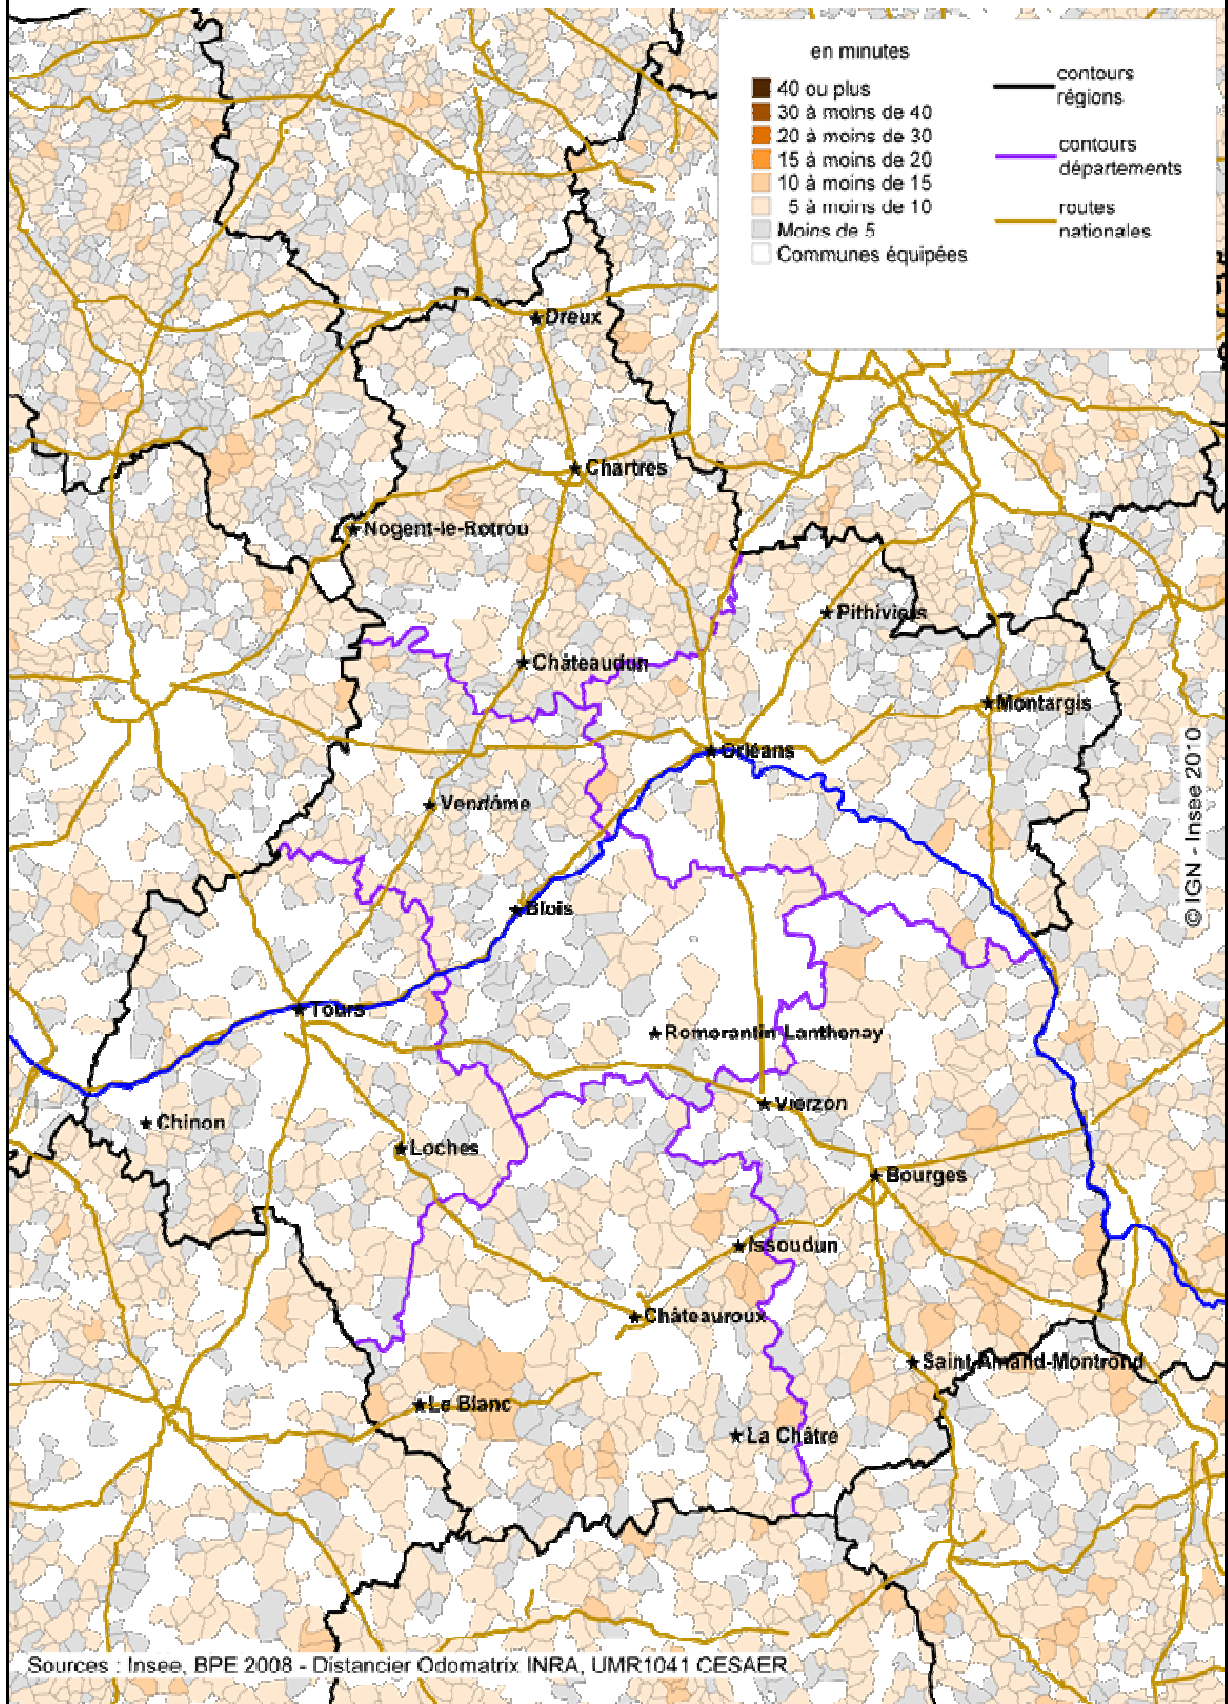 en minutes
40 ou plus
30 à moins de 40
20 à moins de 30
15 à moins de 20
10 à moins de 15
5 à moins de 10
Moins de 5
Communes équipées
contours
régions
contours
départements
routes
nationales
Dreux
Chartres
Nogent-le-Rotrou
Pithiviers
Châteaudun
Montargis
Orléans
Vendôme
Blois
Tours
Romorantin-Lanthenay
Vierzon
Chinon
Loches
Bourges
Issoudun
Châteauroux
Saint-Amand-Montrond
Le Blanc
La Châtre
© IGN - Insee 2010
Sources : Insee, BPE 2008 - Distancier Odomatrix INRA, UMR1041 CESAER